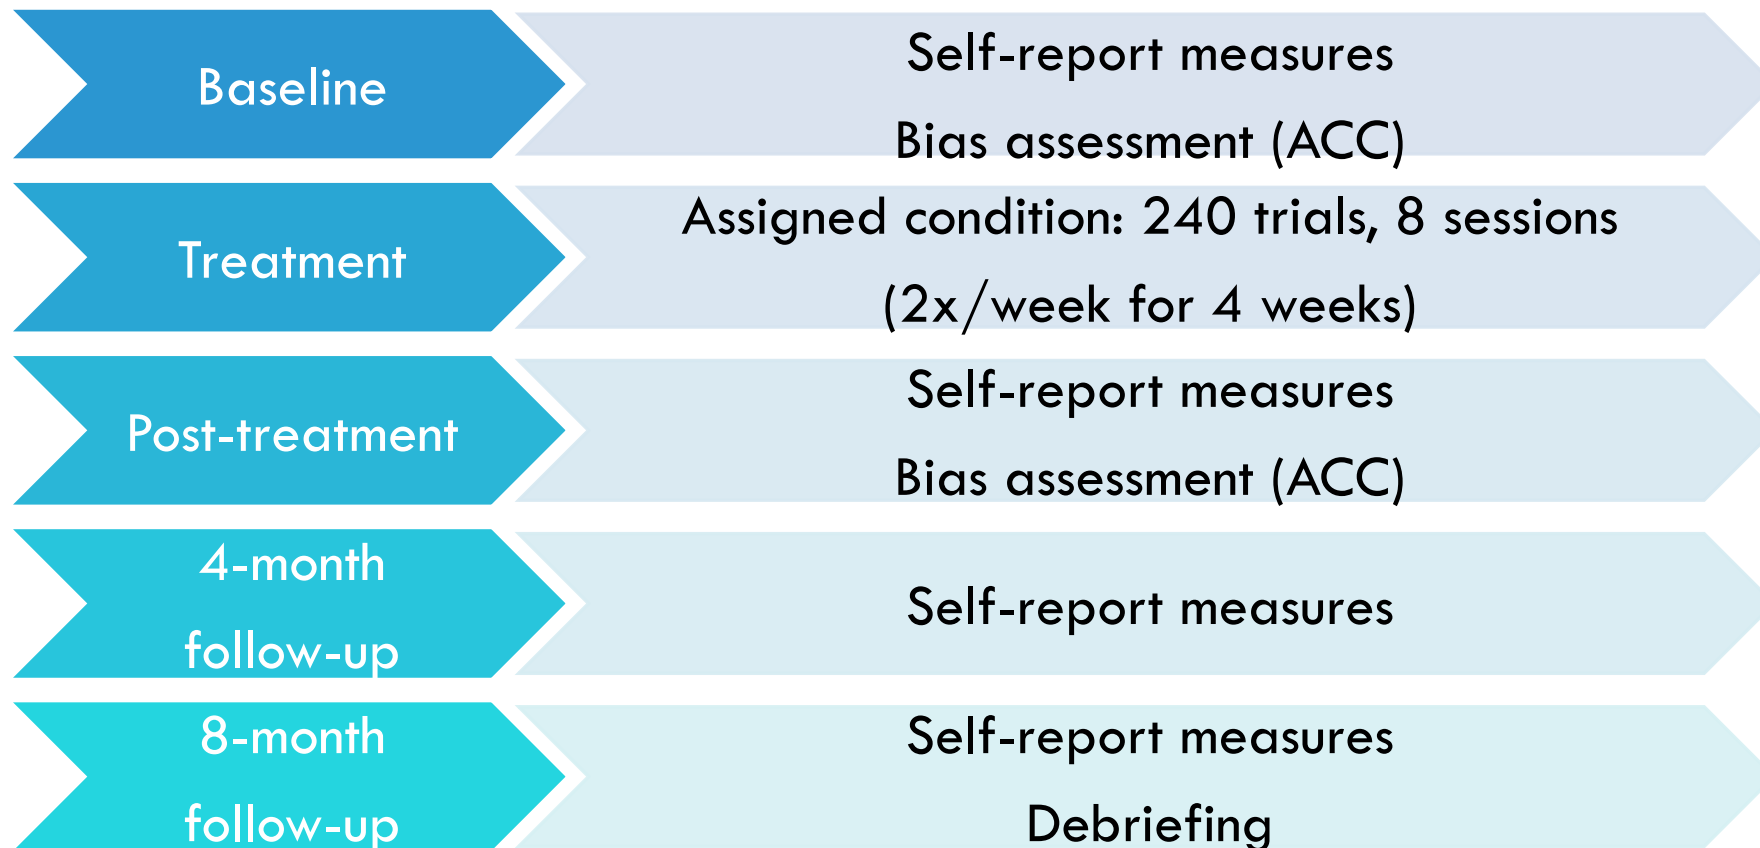 Baseline
Self-report measures
Bias assessment (ACC)
Treatment
Assigned condition: 240 trials, 8 sessions
(2x/week for 4 weeks)
Post-treatment
Self-report measures
Bias assessment (ACC)
4-month
follow-up
Self-report measures
8-month
follow-up
Self-report measures
Debriefing